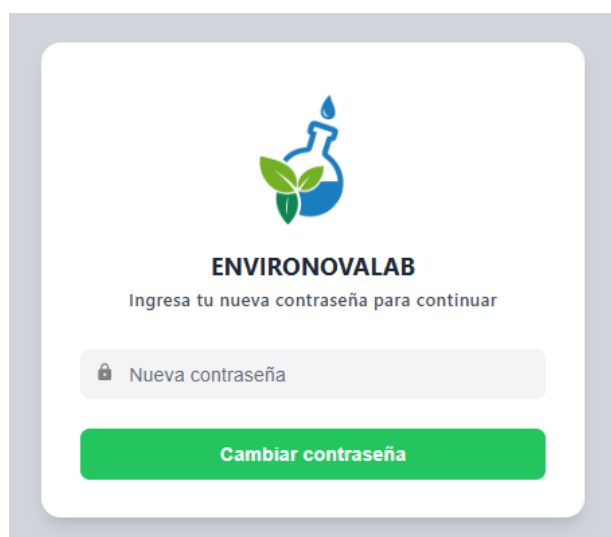 ENVIRONOVALAB
Ingresa tu nueva contraseña para continuar
Nueva contraseña
Cambiar contraseña